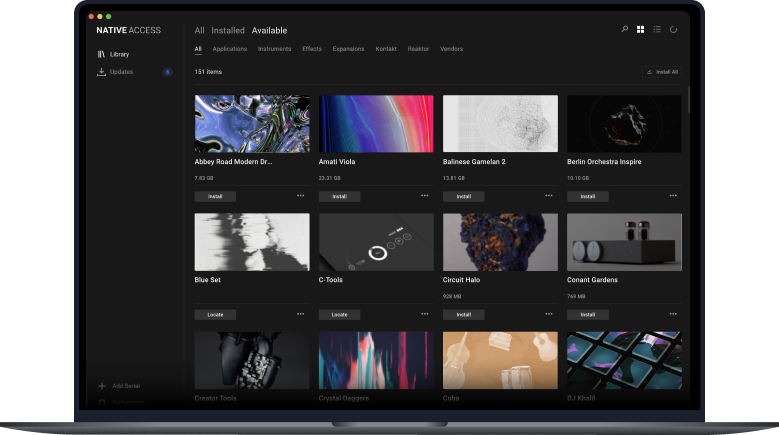 NATIVE ACCESS
All Installed Available
Library
All Applications Instruments Effects Expansions Kontakt Reaktor Vendors
Updates 6
151 items
Install All
Abbey Road Modern Dr... Amati Viola Balinese Gamelan 2 Berlin Orchestra Inspire
7.83 GB 23.31 GB 13.81 GB 10.10 GB
Install Install Install Install
Blue Set C-Tools Circuit Halo Conant Gardens
928 MB 769 MB
Locate Locate Install Install
Add Serial
Creator Tools Crystal Daggers Cuba DJ Khalil